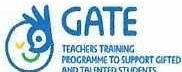 GATE
TEACHERS TRAINING
PROGRAMME TO SUPPORT GIFTED
AND TALENTED STUDENTS